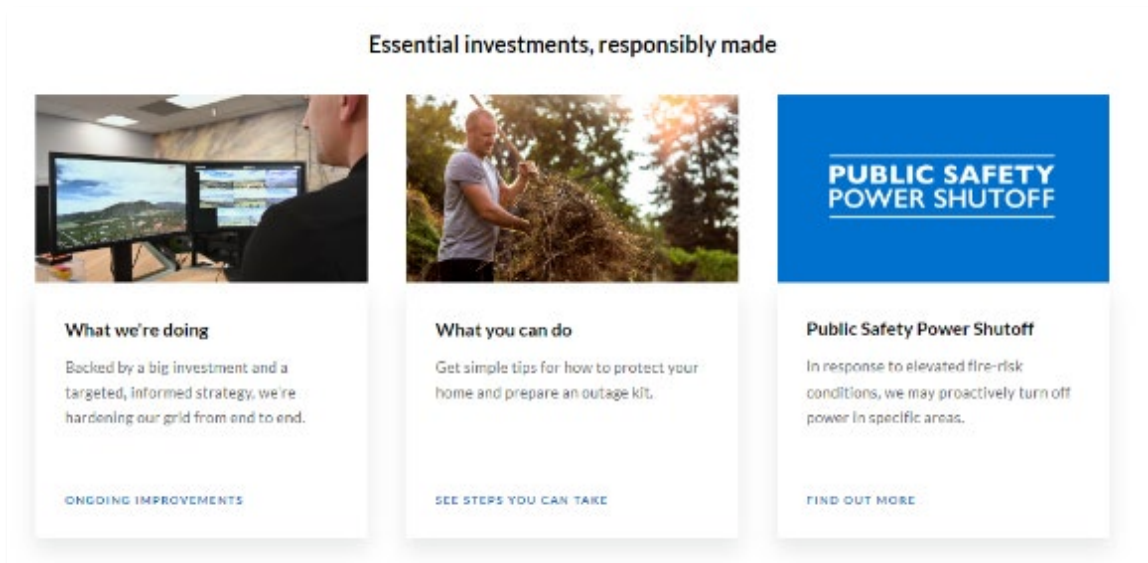 Essential investments, responsibly made
PUBLIC SAFETY
POWER SHUTOFF
What we're doing
Backed by a big investment and a
targeted, informed strategy, we're
hardening our grid from end to end.
ONGOING IMPROVEMENTS
What you can do
Get simple tips for how to protect your
home and prepare an outage kit.
SEE STEPS YOU CAN TAKE
Public Safety Power Shutoff
In response to elevated fire-risk
conditions, we may proactively turn off
power in specific areas.
FIND OUT MORE